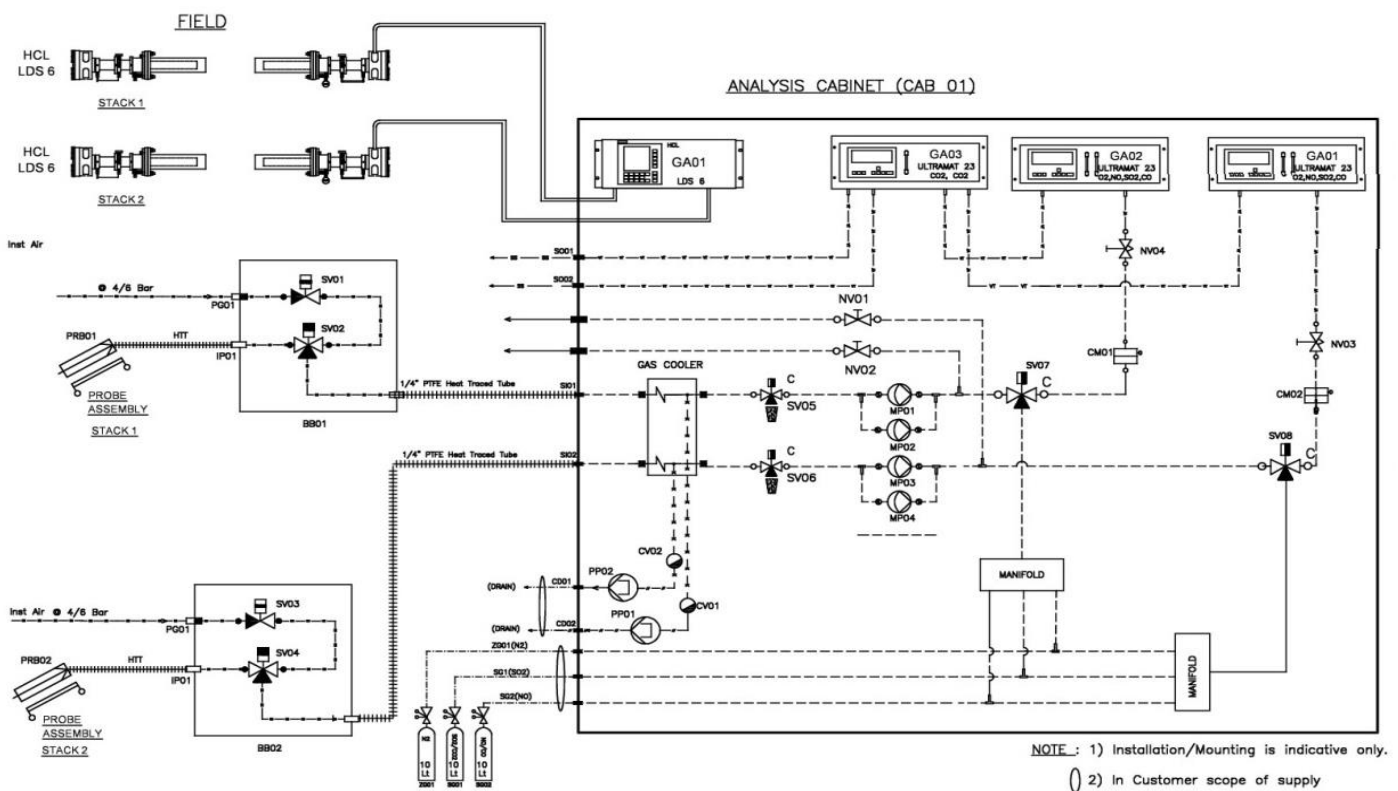 FIELD
HCL
LDS 6
STACK 1
HCL
LDS 6
STACK 2
ANALYSIS CABINET (CAB 01)
HCL
GA01
LDS 6
GA03
ULTRAMAT 23
CO2, CO2
GA02
ULTRAMAT 23
O2,NO,SO2,CO
GA01
ULTRAMAT 23
O2,NO,SO2,CO
Inst Air
@ 4/6 Bar
PG01
SV01
SV02
PRB01
HTT
IP01
PROBE
ASSEMBLY
STACK 1
BB01
1/4" PTFE Heat Traced Tube
SI01
1/4" PTFE Heat Traced Tube
SI02
SO01
SO02
NV01
NV02
NV04
NV03
GAS COOLER
C
SV05
C
SV06
MP01
MP02
MP03
MP04
SV07
C
CM01
CM02
SV08
C
VT
VT
CV02
PP02
(DRAIN)
CD01
CV01
PP01
(DRAIN)
CD02
MANIFOLD
MANIFOLD
ZG01(N2)
SG1(SO2)
SG2(NO)
Inst Air @ 4/6 Bar
PG01
SV03
SV04
PRB02
HTT
IP01
PROBE
ASSEMBLY
STACK 2
BB02
N2
10
Lt
ZG01
SO2/CO2
10
Lt
SG01
NO/CO
10
Lt
SG02
NOTE : 1) Installation/Mounting is indicative only.
2) In Customer scope of supply